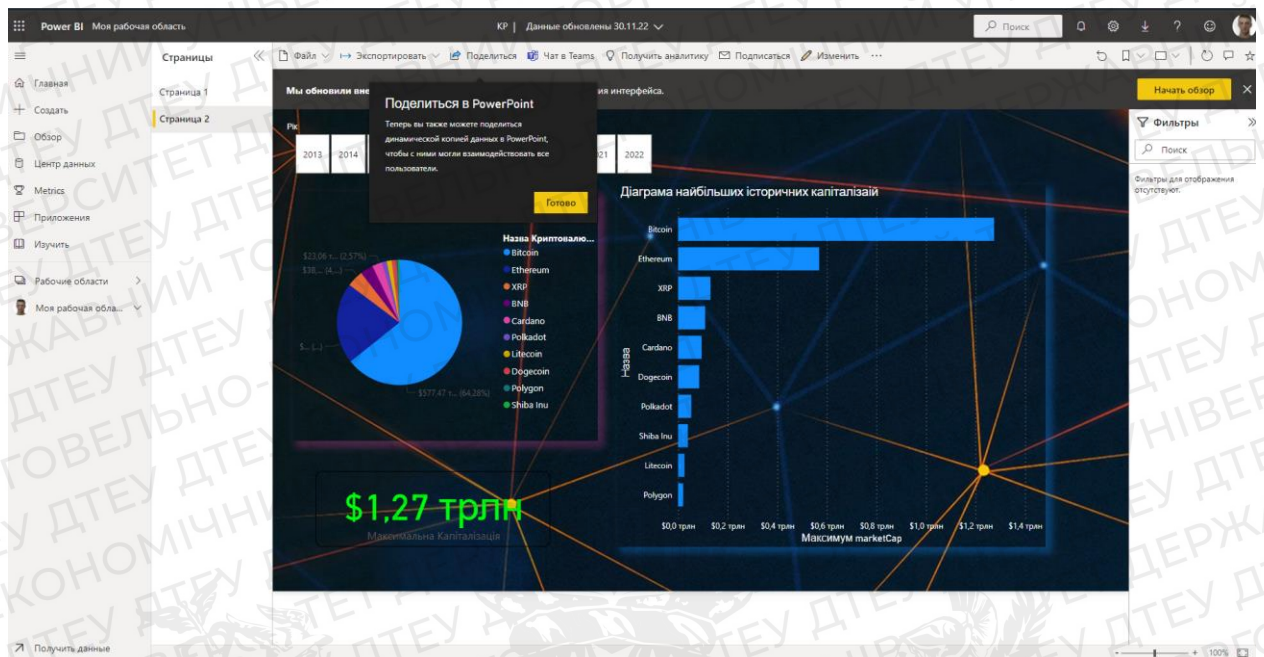 Power BI Моя рабочая область
КР | Данные обновлены 30.11.22
Поиск
Страницы
Файл Экспортировать Поделиться Чат в Teams Получить аналитику Подписаться Изменить ...
Главная
Создать
Обзор
Центр данных
Metrics
Приложения
Изучить
Рабочие области
Моя рабочая обла...
Получить данные
Страница 1
Страница 2
Мы обновили вне
ия интерфейса.
Начать обзор
Поделиться в PowerPoint
Теперь вы также можете поделиться
динамической копией данных в PowerPoint,
чтобы с ними могли взаимодействовать все
пользователи.
Готово
Рік
2013 2014 2022
Назва Криптовалю...
Bitcoin
Ethereum
XRP
BNB
Cardano
Polkadot
Litecoin
Dogecoin
Polygon
Shiba Inu
$23,06 т... (2,57%)
$38,... (4,...)
$... (...)
$577,47 т... (64,28%)
$1,27 трлн
Максимальна Капіталізація
Діаграма найбільших історичних капіталізаій
Назва
Bitcoin
Ethereum
XRP
BNB
Cardano
Dogecoin
Polkadot
Shiba Inu
Litecoin
Polygon
$0,0 трлн $0,2 трлн $0,4 трлн $0,6 трлн $0,8 трлн $1,0 трлн $1,2 трлн $1,4 трлн
Максимум marketCap
Фильтры
Поиск
Фильтры для отображения
отсутствуют.
100%